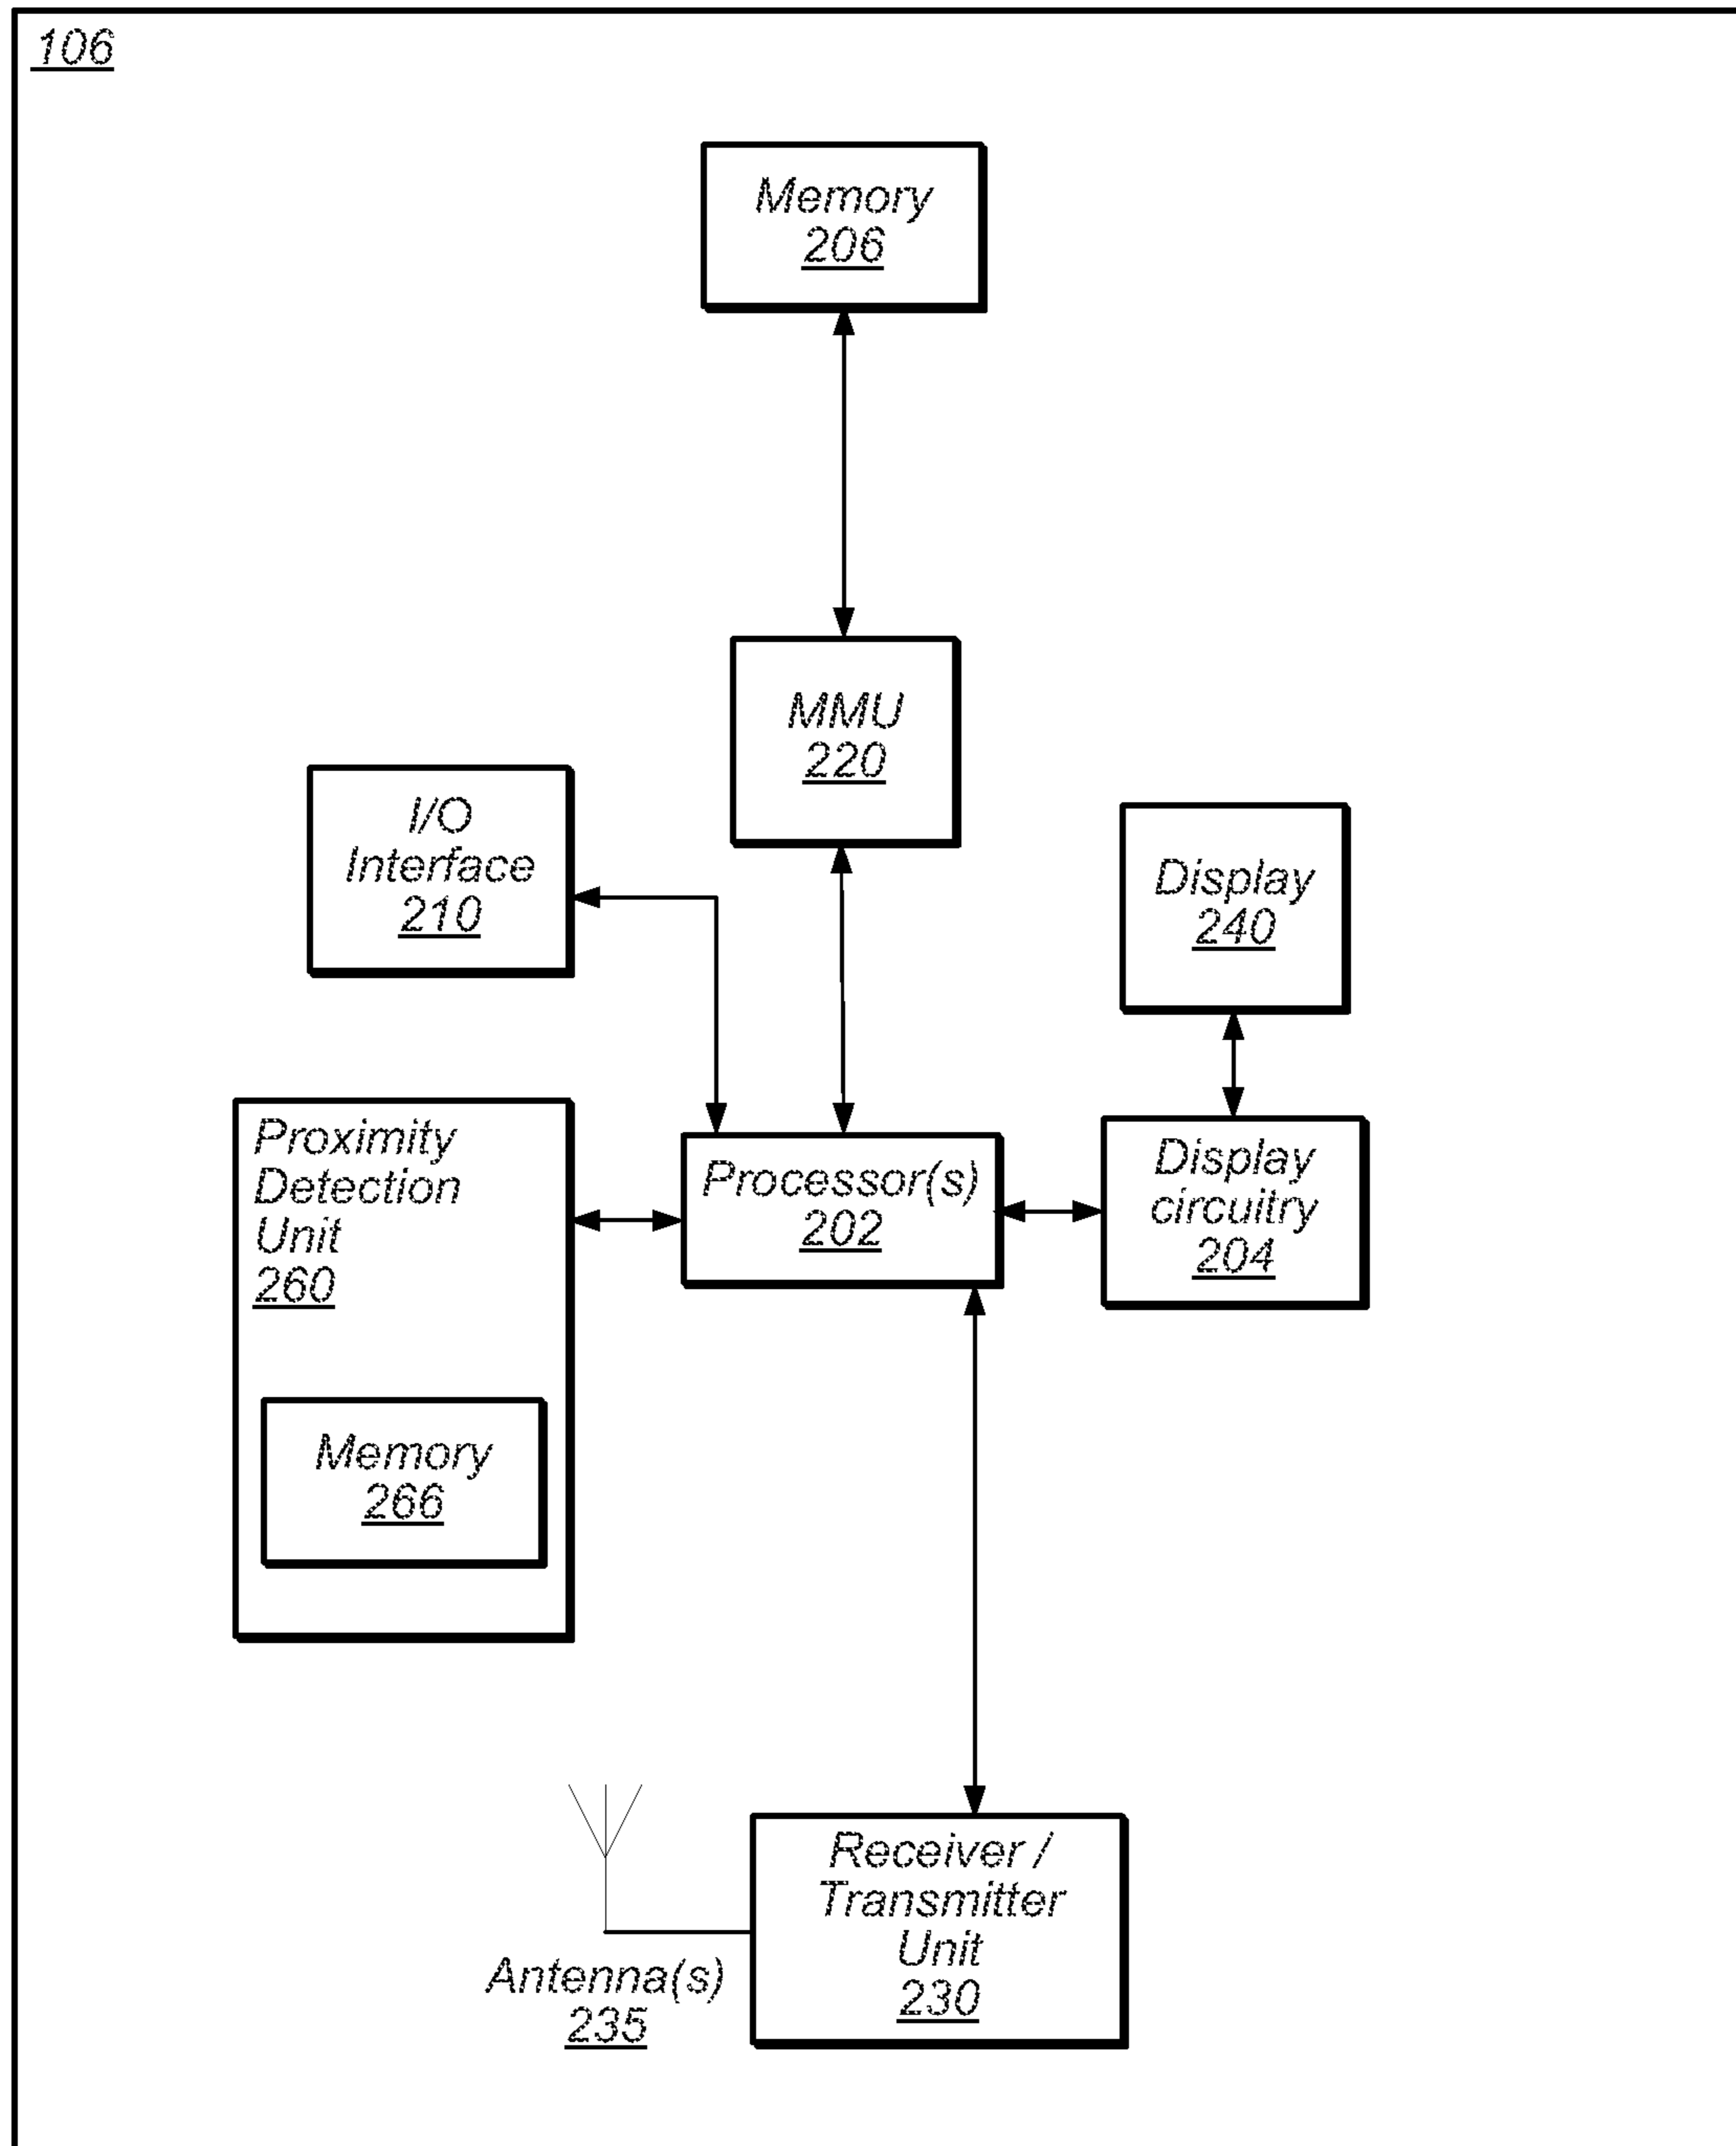 106
Memory
206
MMU
220
I/O
Interface
210
Display
240
Proximity
Detection
Unit
260
Processor(s)
202
Display
circuitry
204
Memory
266
Receiver /
Transmitter
Unit
230
Antenna(s)
235